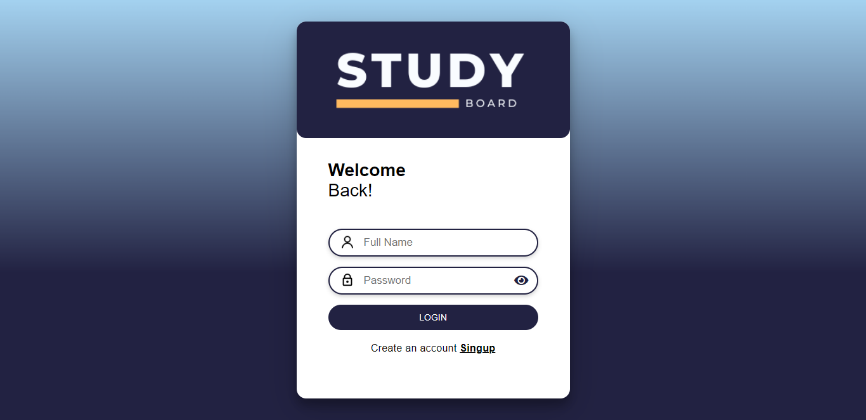 STUDY
BOARD
Welcome
Back!
Full Name
Password
LOGIN
Create an account Singup